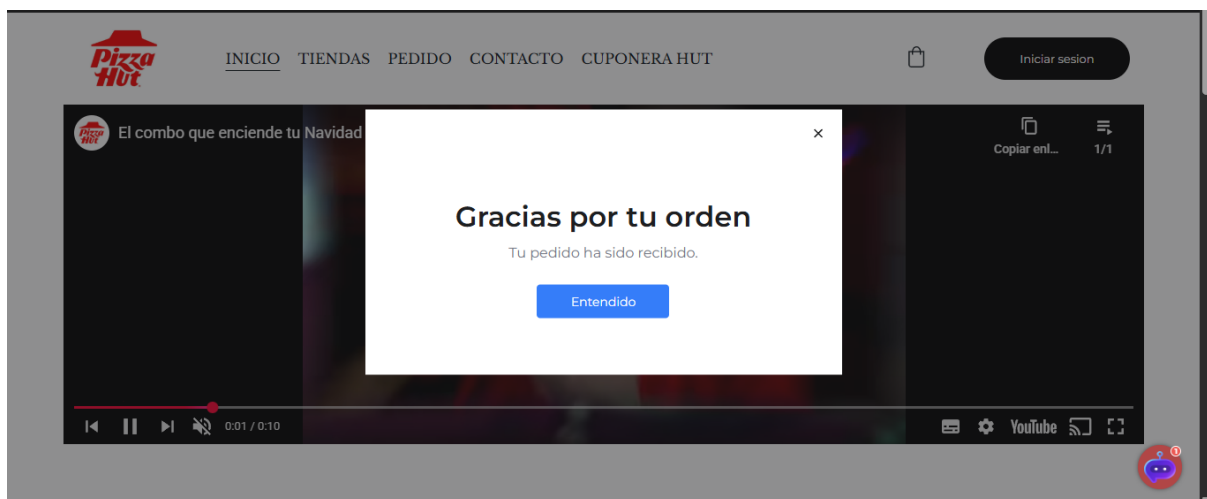 Pizza
Hut
INICIO TIENDAS PEDIDO CONTACTO CUPONERA HUT
Iniciar sesion
Pizza
Hut
El combo que enciende tu Navidad
Copiar enl...
1/1
×
Gracias por tu orden
Tu pedido ha sido recibido.
Entendido
0:01 / 0:10
YouTube
1